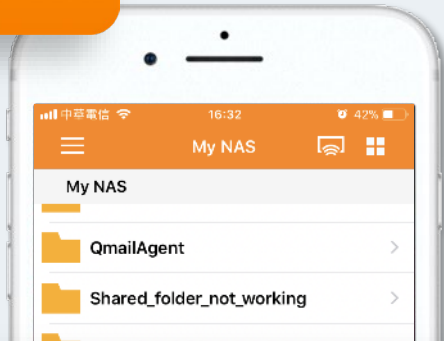 中華電信 16:32 42%
My NAS
My NAS
QmailAgent
Shared_folder_not_working